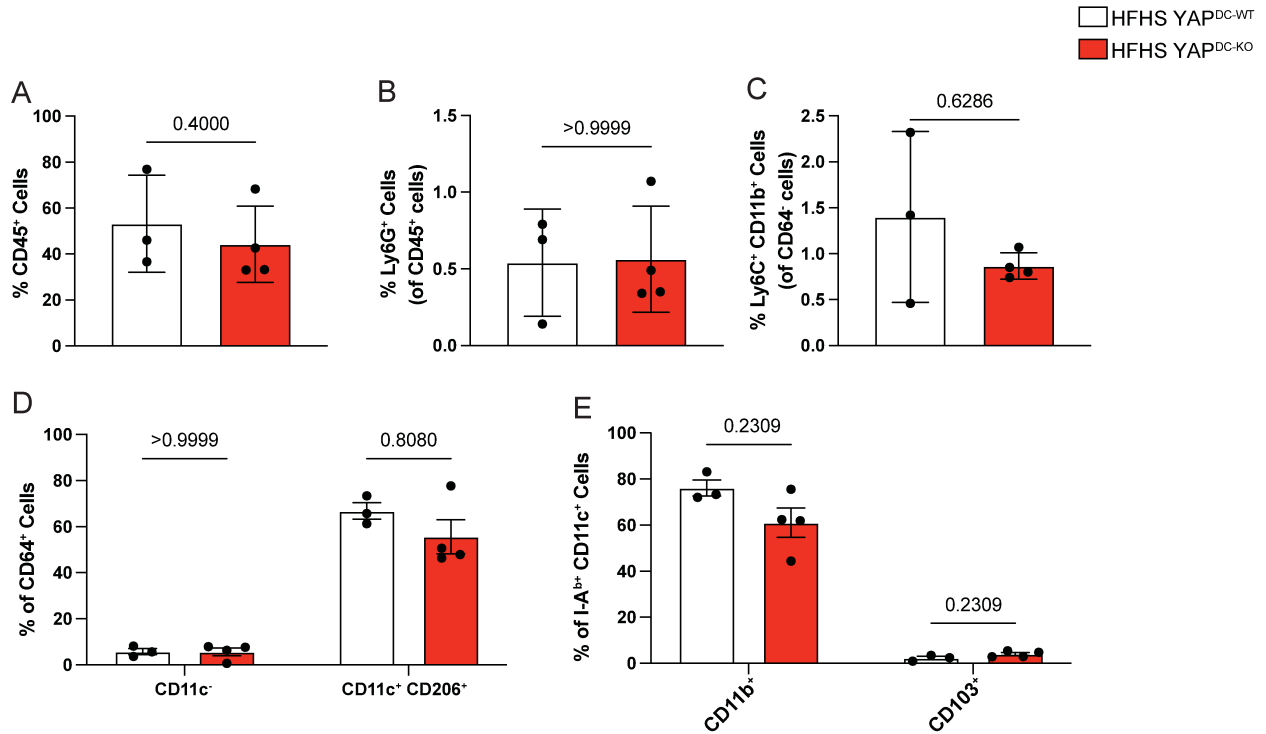 HFHS YAPᴰᶜ⁻ᵂᵀ
HFHS YAPᴰᶜ⁻ᴷᴼ
A
% CD45⁺ Cells
100
80
60
40
20
0
0.4000
B
% Ly6G⁺ Cells
(of CD45⁺ cells)
1.5
1.0
0.5
0.0
>0.9999
C
% Ly6C⁺ CD11b⁺ Cells
(of CD64⁻ cells)
2.5
2.0
1.5
1.0
0.5
0.0
0.6286
D
% of CD64⁺ Cells
100
80
60
40
20
0
>0.9999
0.8080
CD11c⁻
CD11c⁺ CD206⁺
E
% of I-Aᵇ⁺ CD11c⁺ Cells
100
80
60
40
20
0
0.2309
0.2309
CD11b⁺
CD103⁺